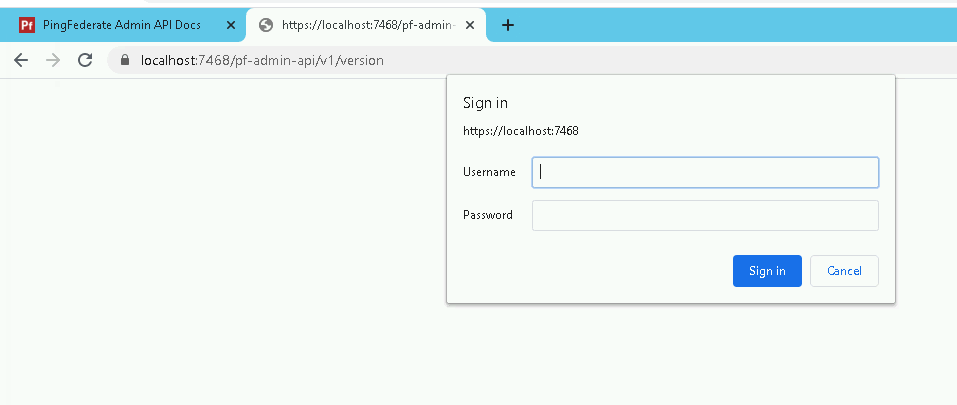 Pf PingFederate Admin API Docs
https://localhost:7468/pf-admin-
localhost:7468/pf-admin-api/v1/version
Sign in
https://localhost:7468
Username
Password
Sign in Cancel